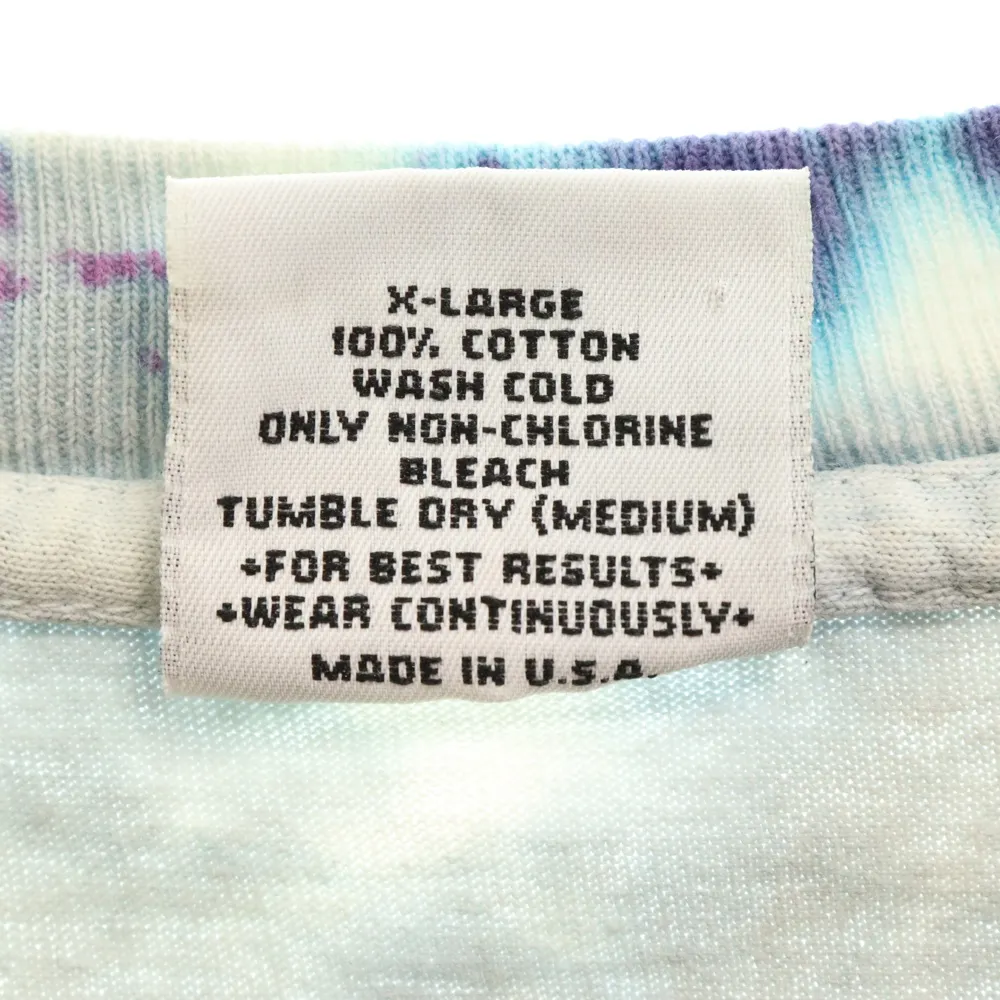 X-LARGE
100% COTTON
WASH COLD
ONLY NON-CHLORINE
BLEACH
TUMBLE DRY (MEDIUM)
+FOR BEST RESULTS+
+WEAR CONTINUOUSLY+
MADE IN U.S.A.